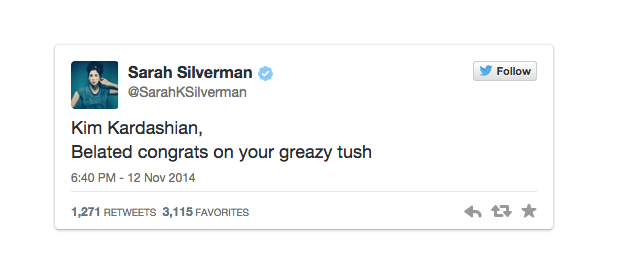 Sarah Silverman
@SarahKSilverman
Follow
Kim Kardashian,
Belated congrats on your greazy tush
6:40 PM - 12 Nov 2014
1,271 RETWEETS 3,115 FAVORITES